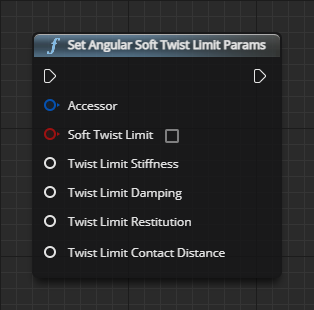 Set Angular Soft Twist Limit Params
Accessor
Soft Twist Limit
Twist Limit Stiffness
Twist Limit Damping
Twist Limit Restitution
Twist Limit Contact Distance